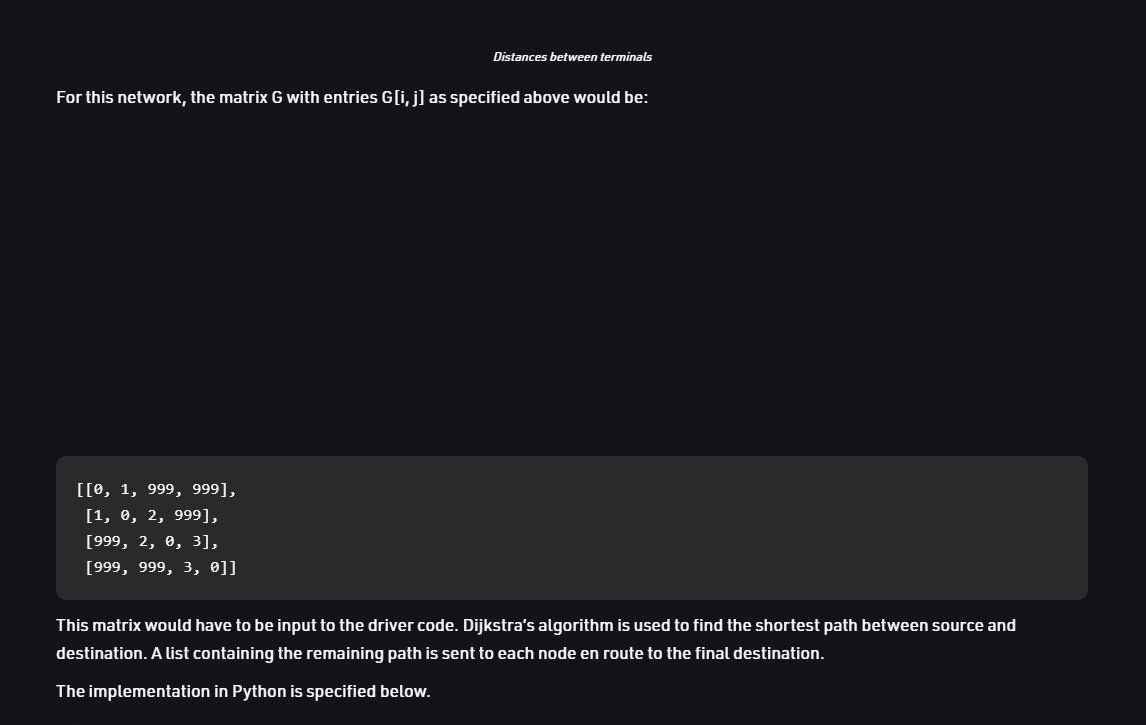 Distances between terminals
For this network, the matrix G with entries G[i, j] as specified above would be:
[[0, 1, 999, 999],
[1, 0, 2, 999],
[999, 2, 0, 3],
[999, 999, 3, 0]]
This matrix would have to be input to the driver code. Dijkstra’s algorithm is used to find the shortest path between source and
destination. A list containing the remaining path is sent to each node en route to the final destination.
The implementation in Python is specified below.